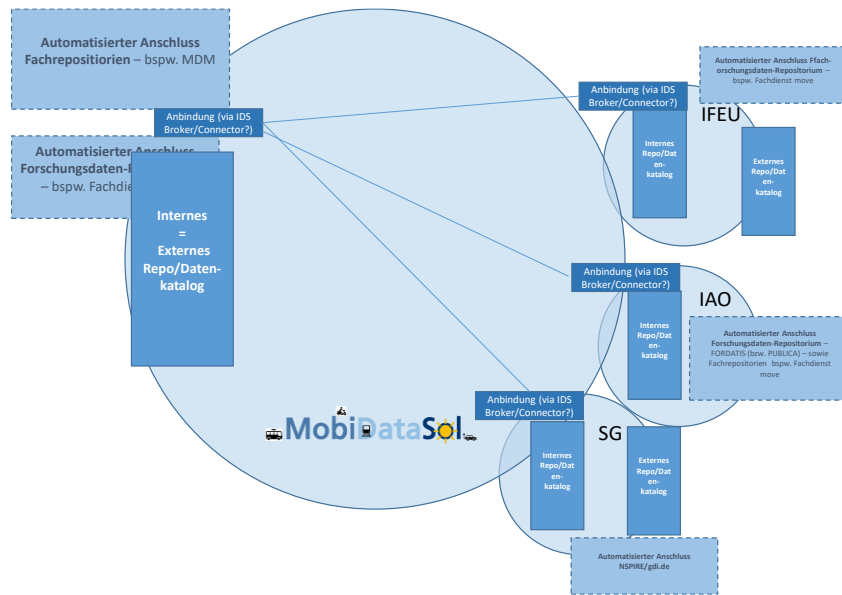 Automatisierter Anschluss
Fachrepositiorien – bspw. MDM
Anbindung (via IDS
Broker/Connector?)
Automatisierter Anschluss
Forschungsdaten-R
– bspw. Fachdie
Internes
=
Externes
Repo/Daten-
katalog
MobiDataSol
Automatisierter Anschluss Ffach-
orschungsdaten-Repositorium –
bspw. Fachdienst move
Anbindung (via IDS
Broker/Connector?)
IFEU
Internes
Repo/Dat
en-
katalog
Externes
Repo/Dat
en-
katalog
Anbindung (via IDS
Broker/Connector?)
IAO
Internes
Repo/Dat
en-
katalog
Automatisierter Anschluss
Forschungsdaten-Repositorium –
FORDATIS (bzw. PUBLICA) – sowie
Fachrepositorien bspw. Fachdienst
move
Anbindung (via IDS
Broker/Connector?)
SG
Internes
Repo/Dat
en-
katalog
Externes
Repo/Dat
en-
katalog
Automatisierter Anschluss
NSPIRE/gdi.de